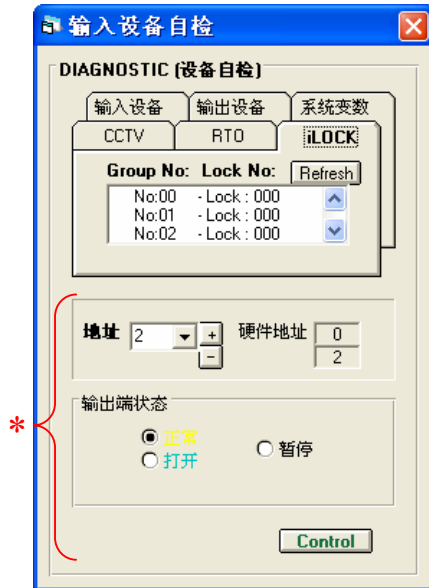 输入设备自检
DIAGNOSTIC (设备自检)
输入设备 输出设备 系统变数
CCTV RTO iLOCK
Group No: Lock No: Refresh
No:00 - Lock : 000
No:01 - Lock : 000
No:02 - Lock : 000
地址 2 + 硬件地址 0
- 2
输出端状态
正常
打开 暂停
*
Control